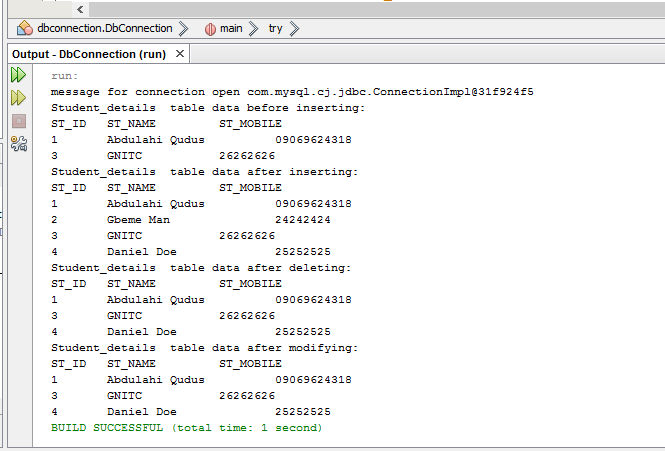 dbconnection.DbConnection main try
Output - DbConnection (run)
run:
message for connection open com.mysql.cj.jdbc.ConnectionImpl@31f924f5
Student_details  table data before inserting:
ST_ID   ST_NAME         ST_MOBILE
1       Abdulahi Qudus          09069624318
3       GNITC           26262626
Student_details  table data after inserting:
ST_ID   ST_NAME         ST_MOBILE
1       Abdulahi Qudus          09069624318
2       Gbeme Man               24242424
3       GNITC           26262626
4       Daniel Doe              25252525
Student_details  table data after deleting:
ST_ID   ST_NAME         ST_MOBILE
1       Abdulahi Qudus          09069624318
3       GNITC           26262626
4       Daniel Doe              25252525
Student_details  table data after modifying:
ST_ID   ST_NAME         ST_MOBILE
1       Abdulahi Qudus          09069624318
3       GNITC           26262626
4       Daniel Doe              25252525
BUILD SUCCESSFUL (total time: 1 second)